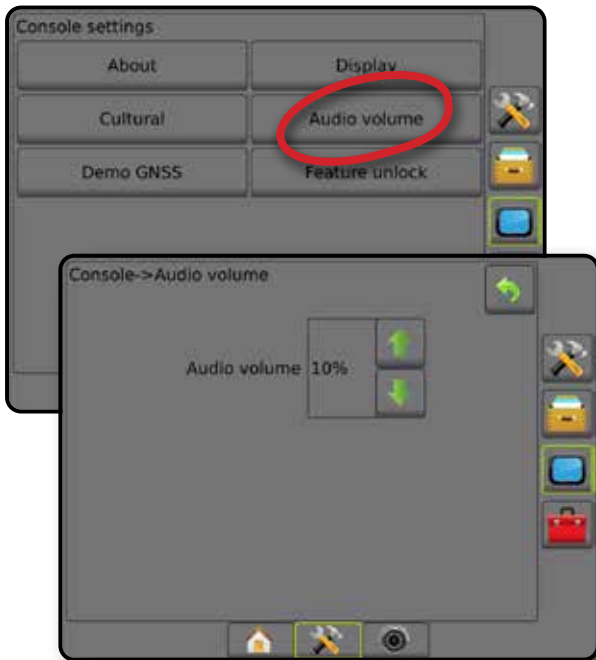 Console settings
About
Display
Cultural
Audio volume
Demo GNSS
Feature unlock
Console->Audio volume
Audio volume 10%